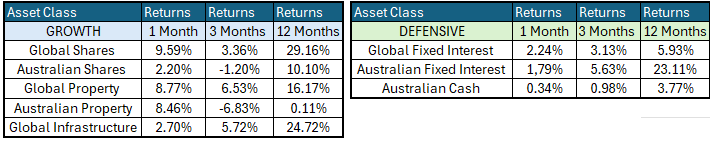 Asset Class Returns Returns Returns
GROWTH 1 Month 3 Months 12 Months
Global Shares 9.59% 3.36% 29.16%
Australian Shares 2.20% -1.20% 10.10%
Global Property 8.77% 6.53% 16.17%
Australian Property 8.46% -6.83% 0.11%
Global Infrastructure 2.70% 5.72% 24.72%
Asset Class Returns Returns Returns
DEFENSIVE 1 Month 3 Months 12 Months
Global Fixed Interest 2.24% 3.13% 5.93%
Australian Fixed Interest 1,79% 5.63% 23.11%
Australian Cash 0.34% 0.98% 3.77%